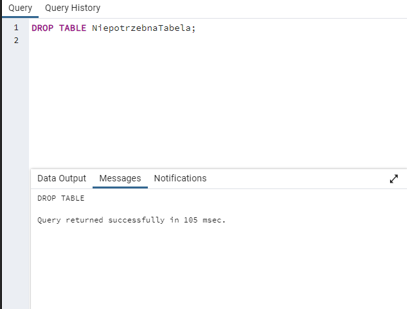 Query Query History
1 DROP TABLE NiepotrzebnaTabela;
2
Data Output Messages Notifications
DROP TABLE
Query returned successfully in 105 msec.